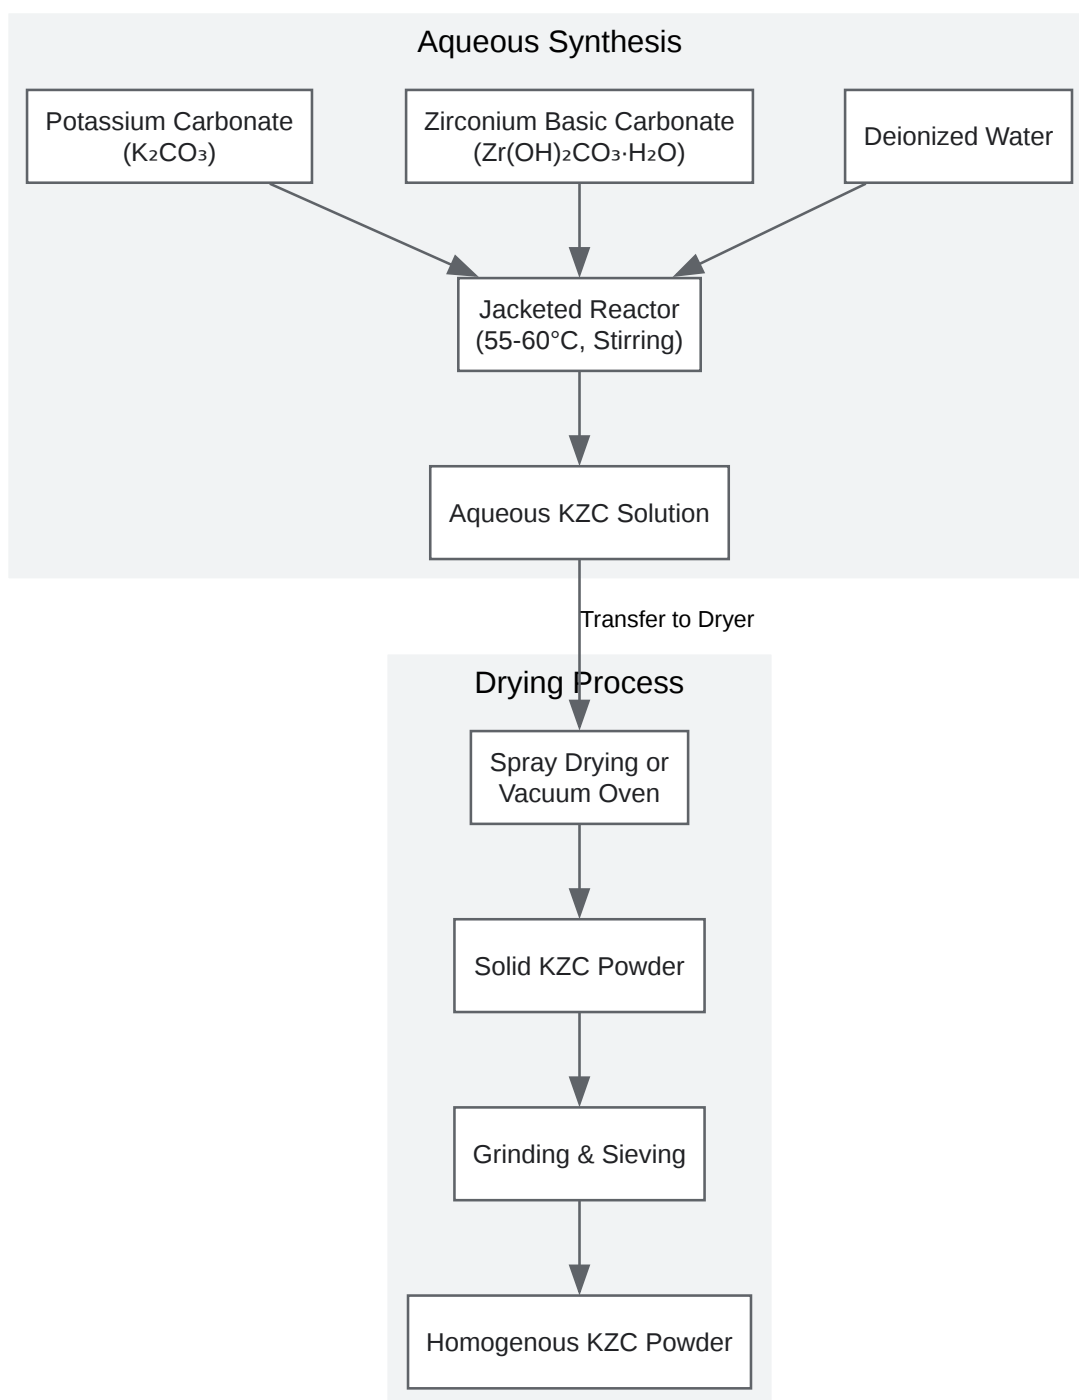 Aqueous Synthesis
Potassium Carbonate
(K₂CO₃)
Zirconium Basic Carbonate
(Zr(OH)₂CO₃·H₂O)
Deionized Water
Jacketed Reactor
(55-60°C, Stirring)
Aqueous KZC Solution
Transfer to Dryer
Drying Process
Spray Drying or
Vacuum Oven
Solid KZC Powder
Grinding & Sieving
Homogenous KZC Powder